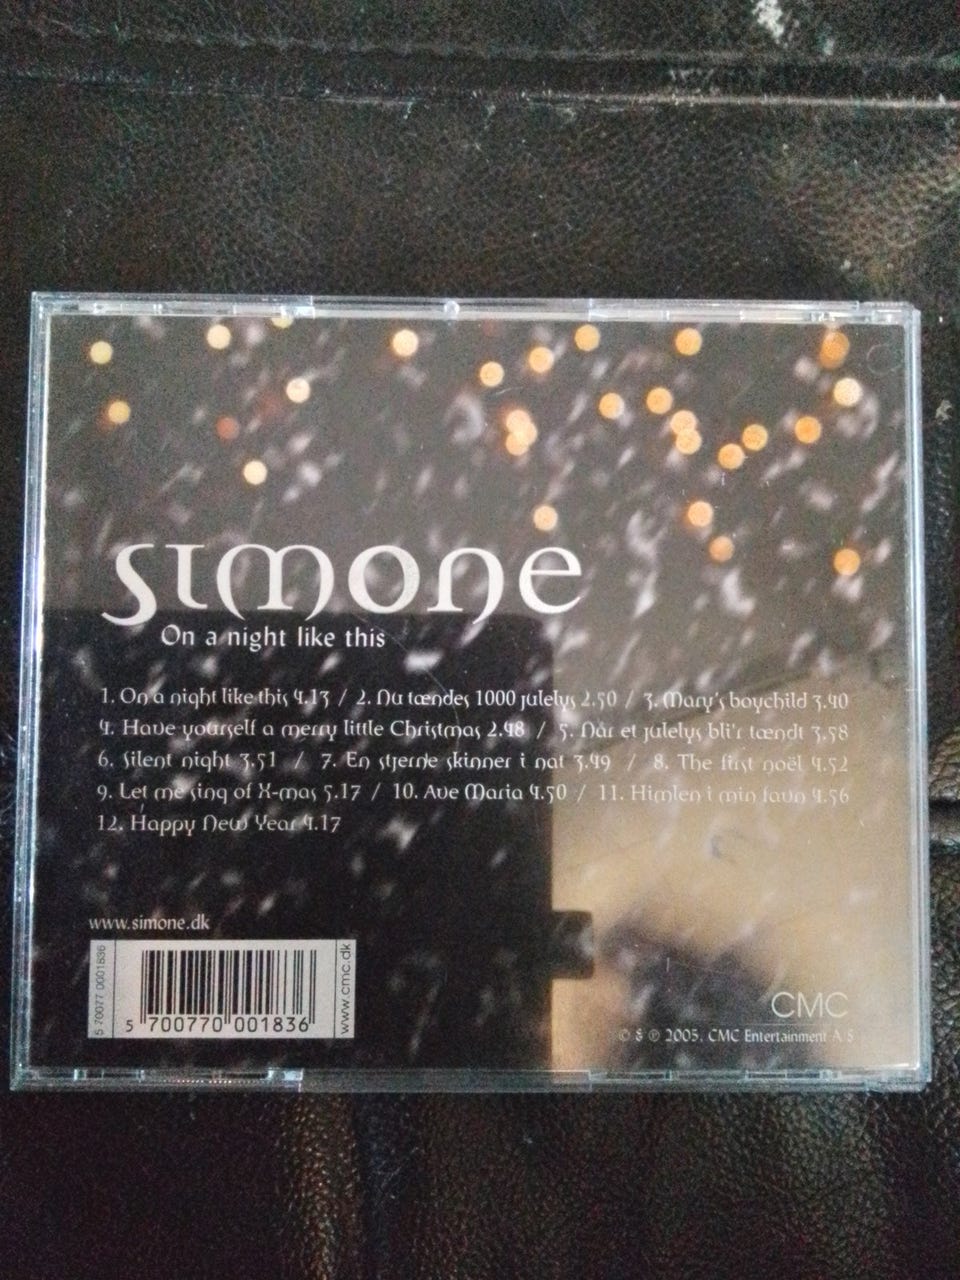 simone
On a night like this
1. On a night like this 4.13 / 2. Nu tændes 1000 julelys 2.50 / 3. Mary's boychild 3.40
4. Have yourself a merry little Christmas 2.48 / 5. Når et julelys bli'r tændt 3.58
6. Silent night 3.51 / 7. En stjerne skinner i nat 3.49 / 8. The first noël 4.52
9. Let me sing of X-mas 5.17 / 10. Ave Maria 4.50 / 11. Himlen i min favn 4.56
12. Happy New Year 4.17
www.simone.dk
5 70077 0001836
5 700770 001836
www.cmc.dk
CMC
© & ℗ 2005, CMC Entertainment A/S